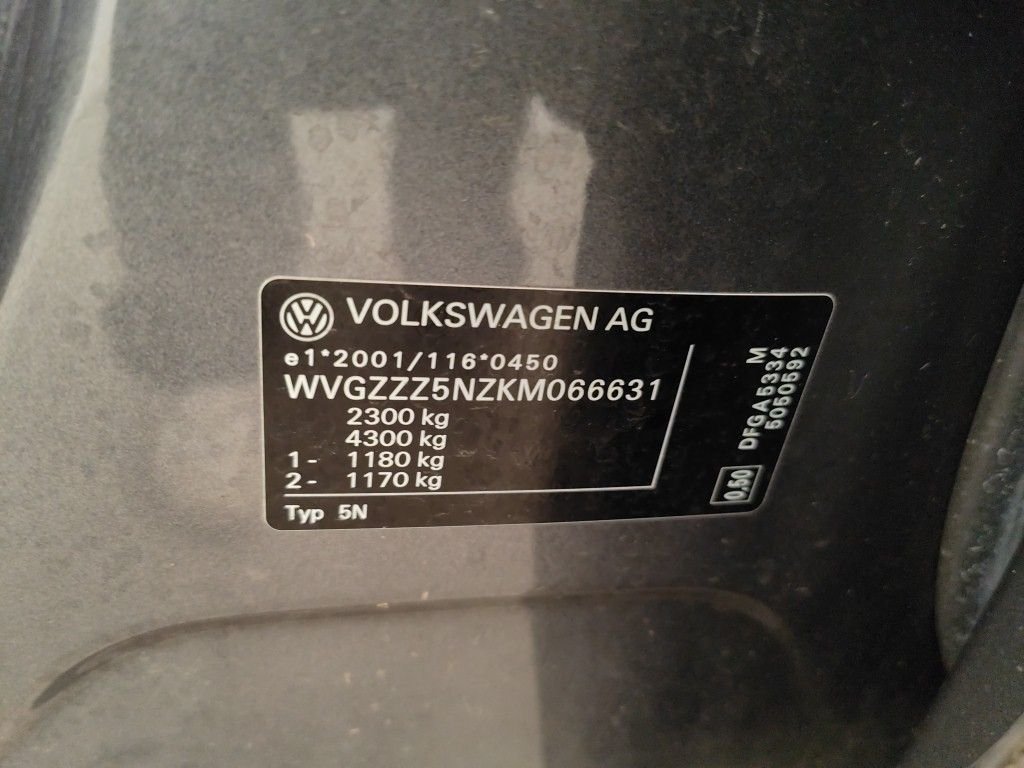 VOLKSWAGEN AG
e1*2001/116*0450
WVGZZZ5NZKM066631
2300 kg
4300 kg
1- 1180 kg
2- 1170 kg
Typ 5N
M
DFGA5334
5050592
0.50